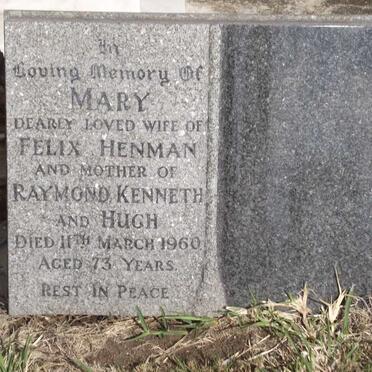 In
Loving Memory Of
MARY
DEARLY LOVED WIFE OF
FELIX HENMAN
AND MOTHER OF
RAYMOND, KENNETH
AND HUGH
DIED 11TH MARCH 1960
AGED 73 YEARS.
REST IN PEACE